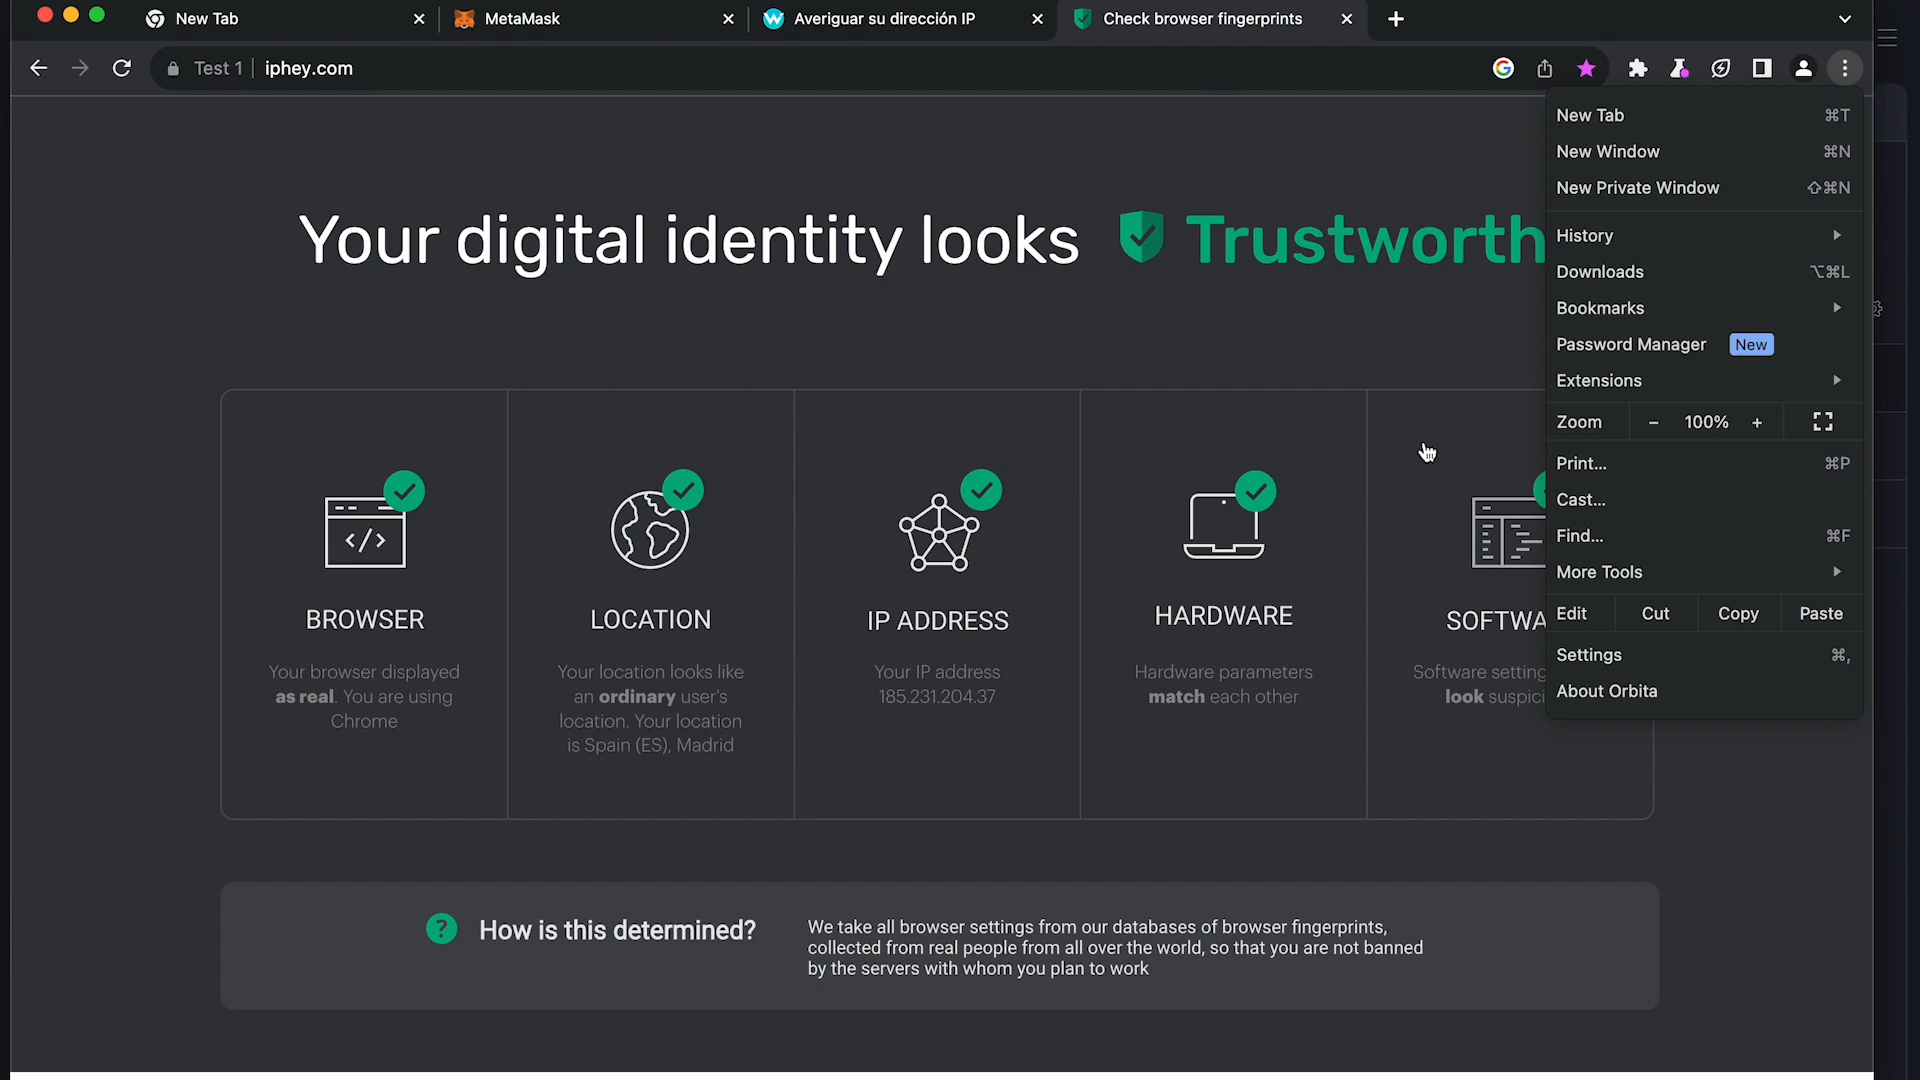 New Tab
MetaMask
Averiguar su dirección IP
Check browser fingerprints
Test 1
iphey.com
New Tab ⌘T
New Window ⌘N
New Private Window ⇧⌘N
History
Downloads ⌥⌘L
Bookmarks
Password Manager New
Extensions
Zoom - 100% +
Print... ⌘P
Cast...
Find... ⌘F
More Tools
Edit Cut Copy Paste
Settings ⌘,
About Orbita
Your digital identity looks Trustworth
BROWSER
Your browser displayed
as real. You are using
Chrome
LOCATION
Your location looks like
an ordinary user's
location. Your location
is Spain (ES), Madrid
IP ADDRESS
Your IP address
185.231.204.37
HARDWARE
Hardware parameters
match each other
SOFTWA
Software setting
look suspici
How is this determined?
We take all browser settings from our databases of browser fingerprints,
collected from real people from all over the world, so that you are not banned
by the servers with whom you plan to work